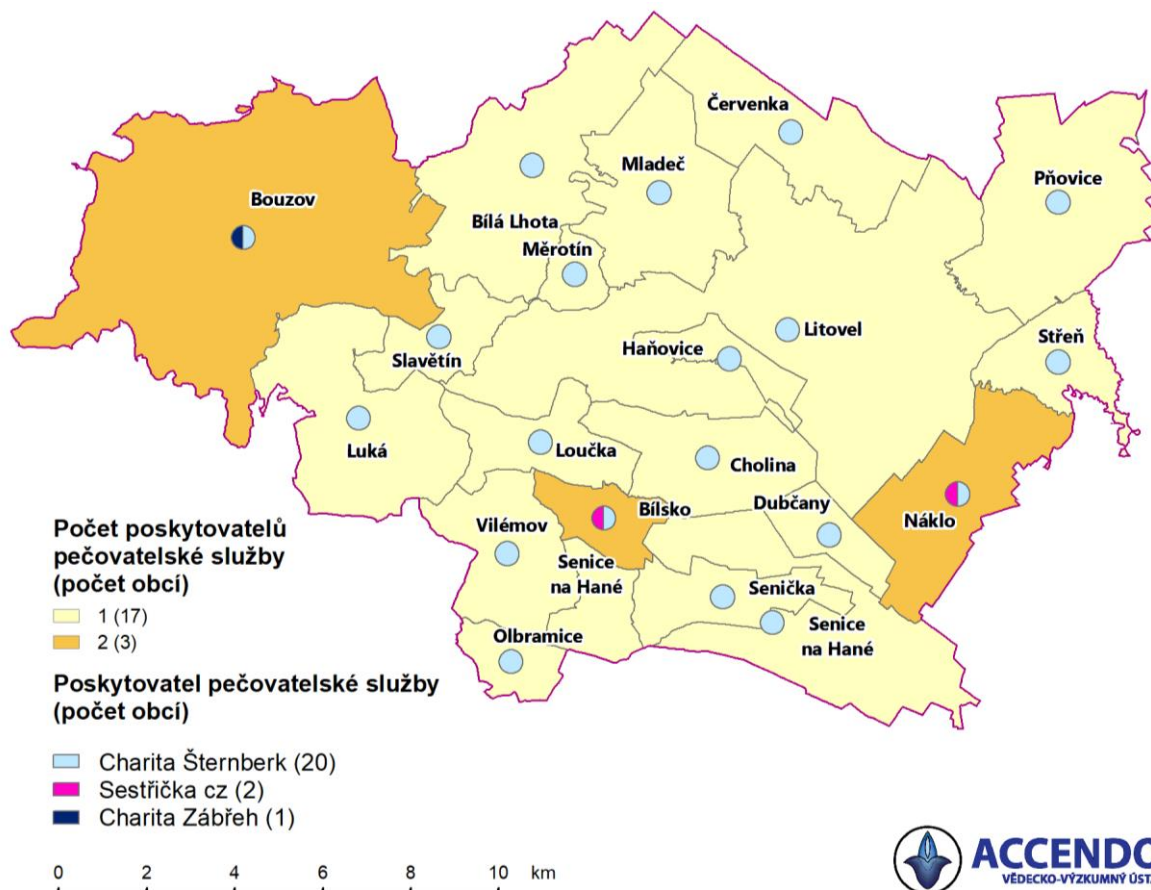 Červenka
Mladeč
Pňovice
Bouzov
Bílá Lhota
Měrotín
Litovel
Střeň
Haňovice
Slavětín
Luká
Loučka
Cholina
Dubčany
Bílsko
Náklo
Vilémov
Senice
na Hané
Senička
Senice
na Hané
Olbramice
Počet poskytovatelů
pečovatelské služby
(počet obcí)
1 (17)
2 (3)
Poskytovatel pečovatelské služby
(počet obcí)
Charita Šternberk (20)
Sestřička cz (2)
Charita Zábřeh (1)
0 2 4 6 8 10 km
ACCENDO
VĚDECKO-VÝZKUMNÝ ÚST